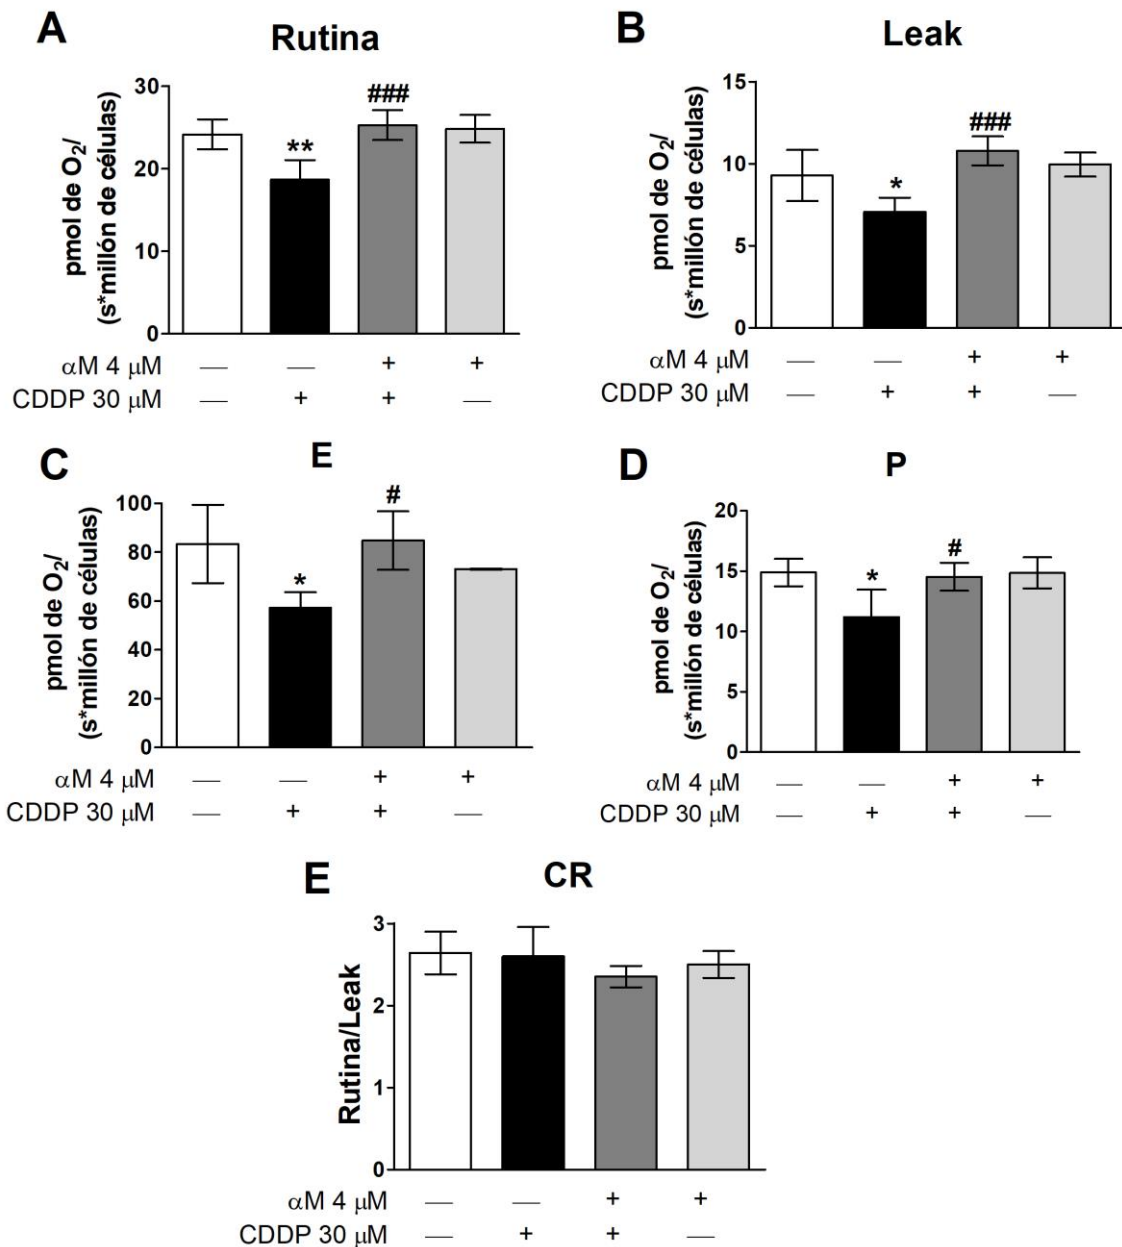 A
Rutina
pmol de O₂/
(s*millón de células)
30
20
10
0
**
###
αM 4 μM — — + +
CDDP 30 μM — + + —
B
Leak
pmol de O₂/
(s*millón de células)
15
10
5
0
*
###
αM 4 μM — — + +
CDDP 30 μM — + + —
C
E
pmol de O₂/
(s*millón de células)
100
80
60
40
20
0
*
#
αM 4 μM — — + +
CDDP 30 μM — + + —
D
P
pmol de O₂/
(s*millón de células)
20
15
10
5
0
*
#
αM 4 μM — — + +
CDDP 30 μM — + + —
E
CR
Rutina/Leak
3
2
1
0
αM 4 μM — — + +
CDDP 30 μM — + + —